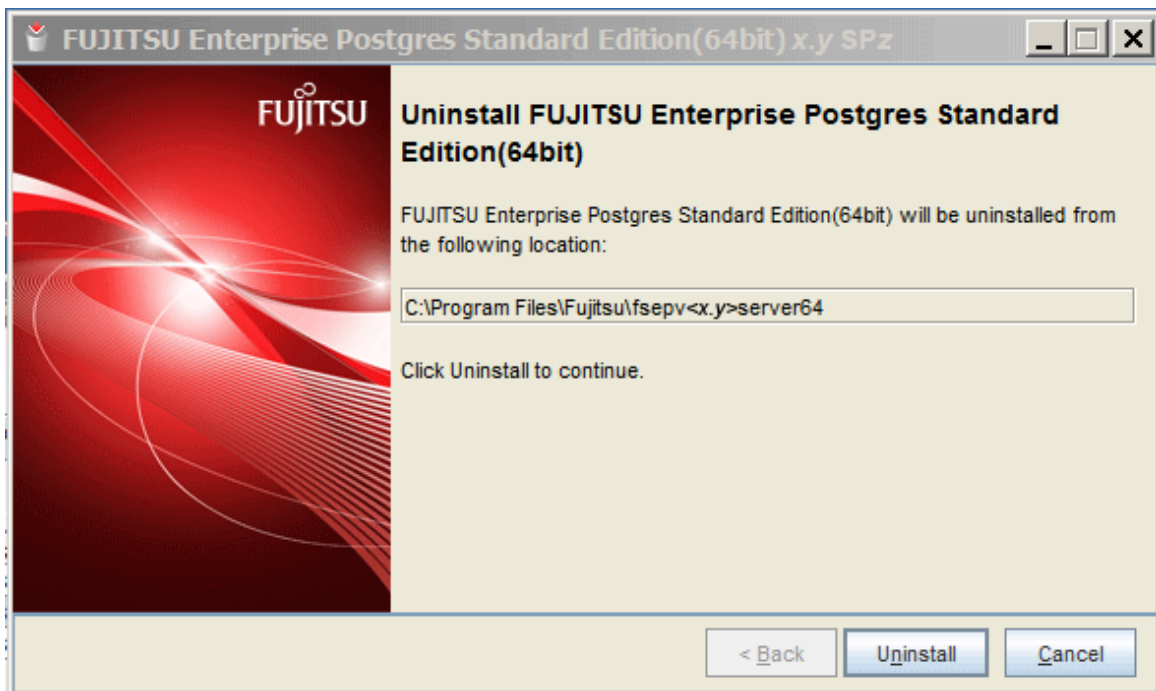 FUJITSU Enterprise Postgres Standard Edition(64bit) x.y SPz
FUJITSU
Uninstall FUJITSU Enterprise Postgres Standard
Edition(64bit)
FUJITSU Enterprise Postgres Standard Edition(64bit) will be uninstalled from
the following location:
C:\Program Files\Fujitsu\fsepv<x.y>server64
Click Uninstall to continue.
< Back
Uninstall
Cancel